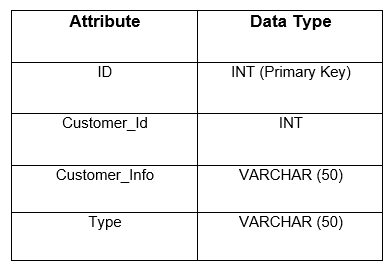 Attribute Data Type
ID INT (Primary Key)
Customer_Id INT
Customer_Info VARCHAR (50)
Type VARCHAR (50)